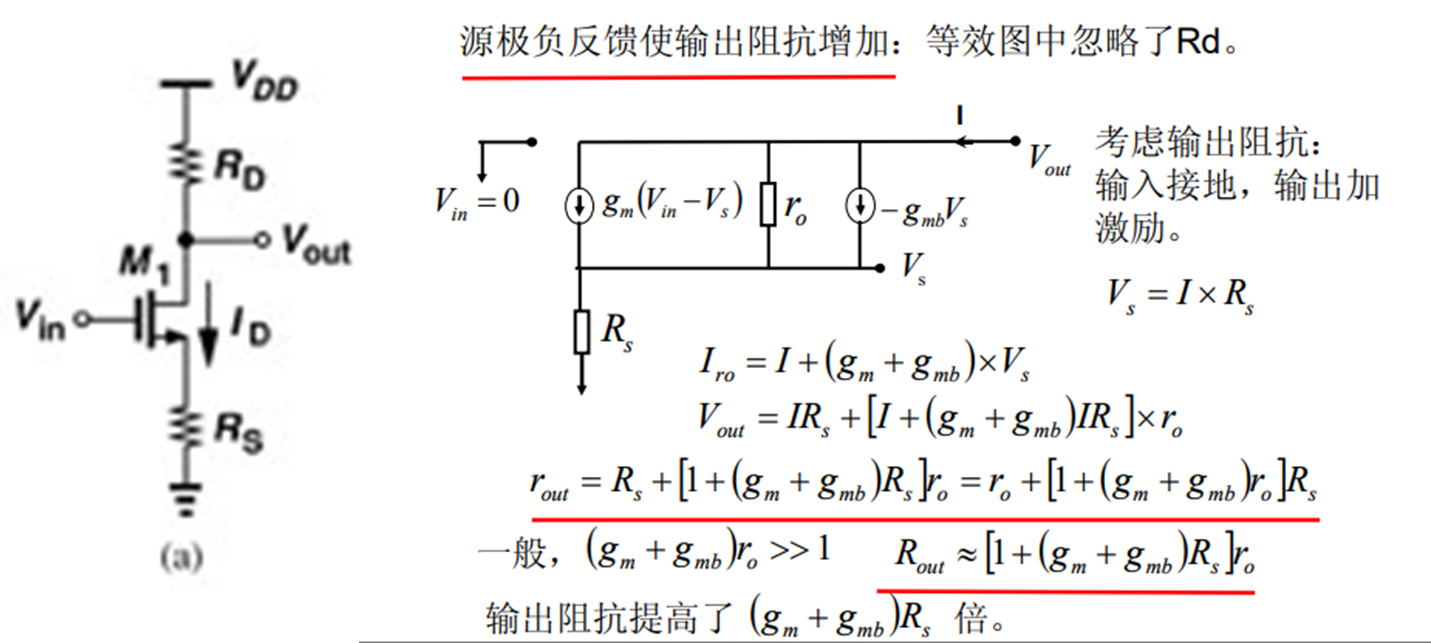 V_DD
R_D
V_out
M_1
V_in
I_D
R_S
(a)
源极负反馈使输出阻抗增加：等效图中忽略了Rd。
I
V_out
V_in = 0
g_m(V_in − V_s)
r_o
−g_mb V_s
V_s
R_s
考虑输出阻抗：
输入接地，输出加
激励。
V_s = I × R_s
I_ro = I + (g_m + g_mb) × V_s
V_out = IR_s + [I + (g_m + g_mb)IR_s] × r_o
r_out = R_s + [1 + (g_m + g_mb)R_s]r_o = r_o + [1 + (g_m + g_mb)r_o]R_s
一般，(g_m + g_mb)r_o >> 1 R_out ≈ [1 + (g_m + g_mb)R_s]r_o
输出阻抗提高了 (g_m + g_mb)R_s 倍。